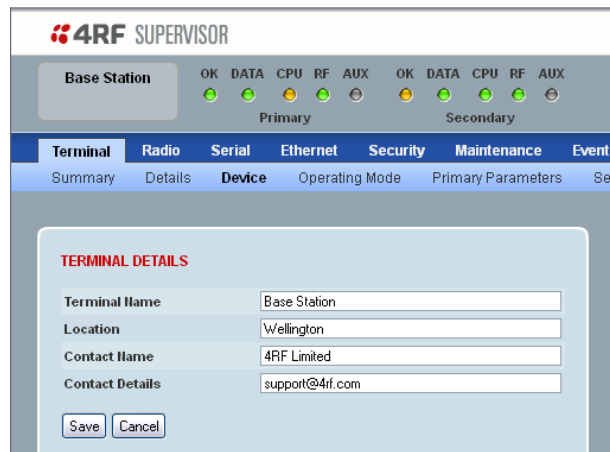 4RF SUPERVISOR
Base Station
OK DATA CPU RF AUX OK DATA CPU RF AUX
Primary Secondary
Terminal Radio Serial Ethernet Security Maintenance Event
Summary Details Device Operating Mode Primary Parameters Se
TERMINAL DETAILS
Terminal Name Base Station
Location Wellington
Contact Name 4RF Limited
Contact Details support@4rf.com
Save Cancel